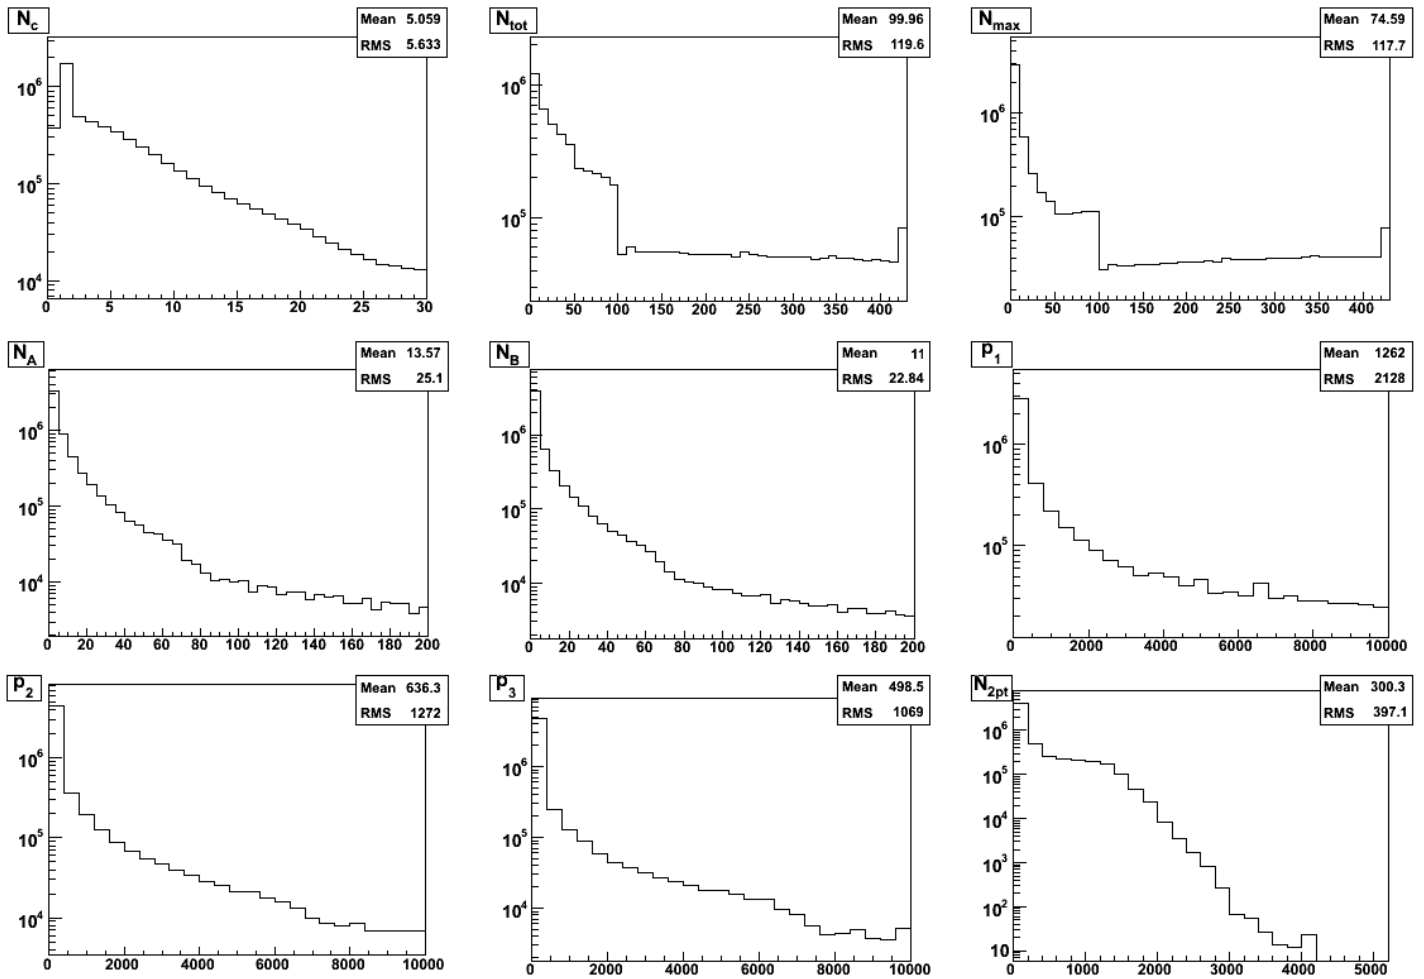 N_c
Mean 5.059
RMS 5.633
10^6
10^5
10^4
0 5 10 15 20 25 30
N_tot
Mean 99.96
RMS 119.6
10^6
10^5
0 50 100 150 200 250 300 350 400
N_max
Mean 74.59
RMS 117.7
10^6
10^5
0 50 100 150 200 250 300 350 400
N_A
Mean 13.57
RMS 25.1
10^6
10^5
10^4
0 20 40 60 80 100 120 140 160 180 200
N_B
Mean 11
RMS 22.84
10^6
10^5
10^4
0 20 40 60 80 100 120 140 160 180 200
p_1
Mean 1262
RMS 2128
10^6
10^5
0 2000 4000 6000 8000 10000
p_2
Mean 636.3
RMS 1272
10^6
10^5
10^4
0 2000 4000 6000 8000 10000
p_3
Mean 498.5
RMS 1069
10^6
10^5
10^4
0 2000 4000 6000 8000 10000
N_2pt
Mean 300.3
RMS 397.1
10^6
10^5
10^4
10^3
10^2
10
0 1000 2000 3000 4000 5000